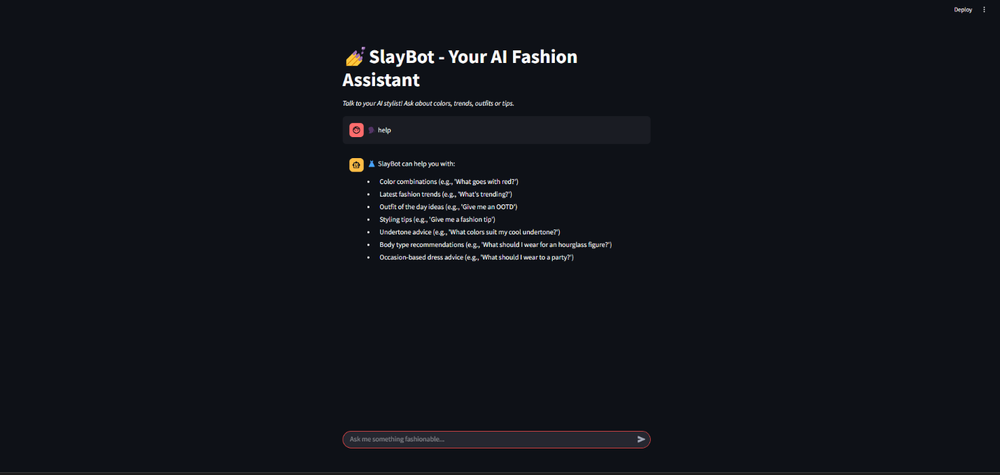 Deploy
💅 SlayBot - Your AI Fashion
Assistant
Talk to your AI stylist! Ask about colors, trends, outfits or tips.
🗣 help
👗 SlayBot can help you with:
• Color combinations (e.g., 'What goes with red?')
• Latest fashion trends (e.g., 'What's trending?')
• Outfit of the day ideas (e.g., 'Give me an OOTD')
• Styling tips (e.g., 'Give me a fashion tip')
• Undertone advice (e.g., 'What colors suit my cool undertone?')
• Body type recommendations (e.g., 'What should I wear for an hourglass figure?')
• Occasion-based dress advice (e.g., 'What should I wear to a party?')
Ask me something fashionable...